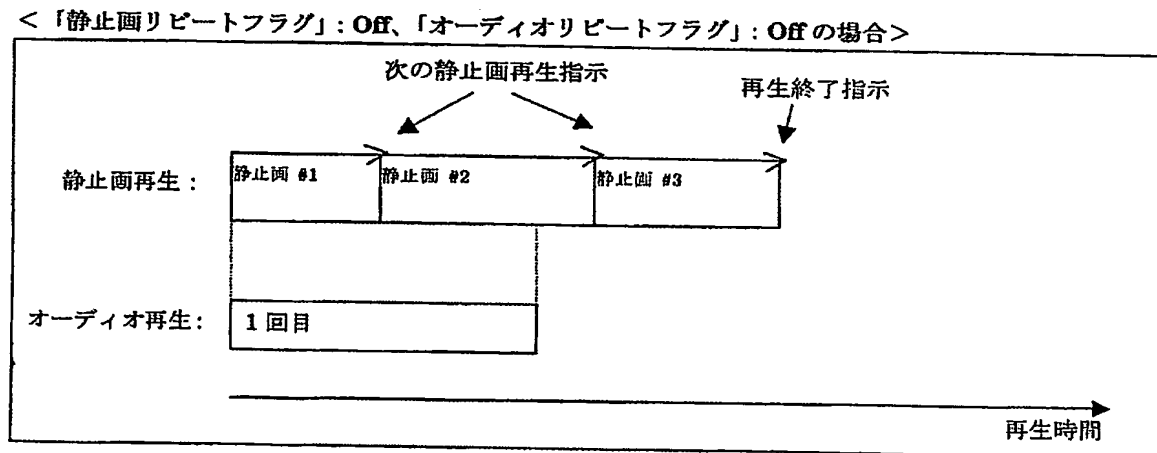 ＜「静止画リピートフラグ」: Off、「オーディオリピートフラグ」: Off の場合＞
次の静止画再生指示
再生終了指示
静止画再生：
静止画 #1
静止画 #2
静止画 #3
オーディオ再生：
1 回目
再生時間